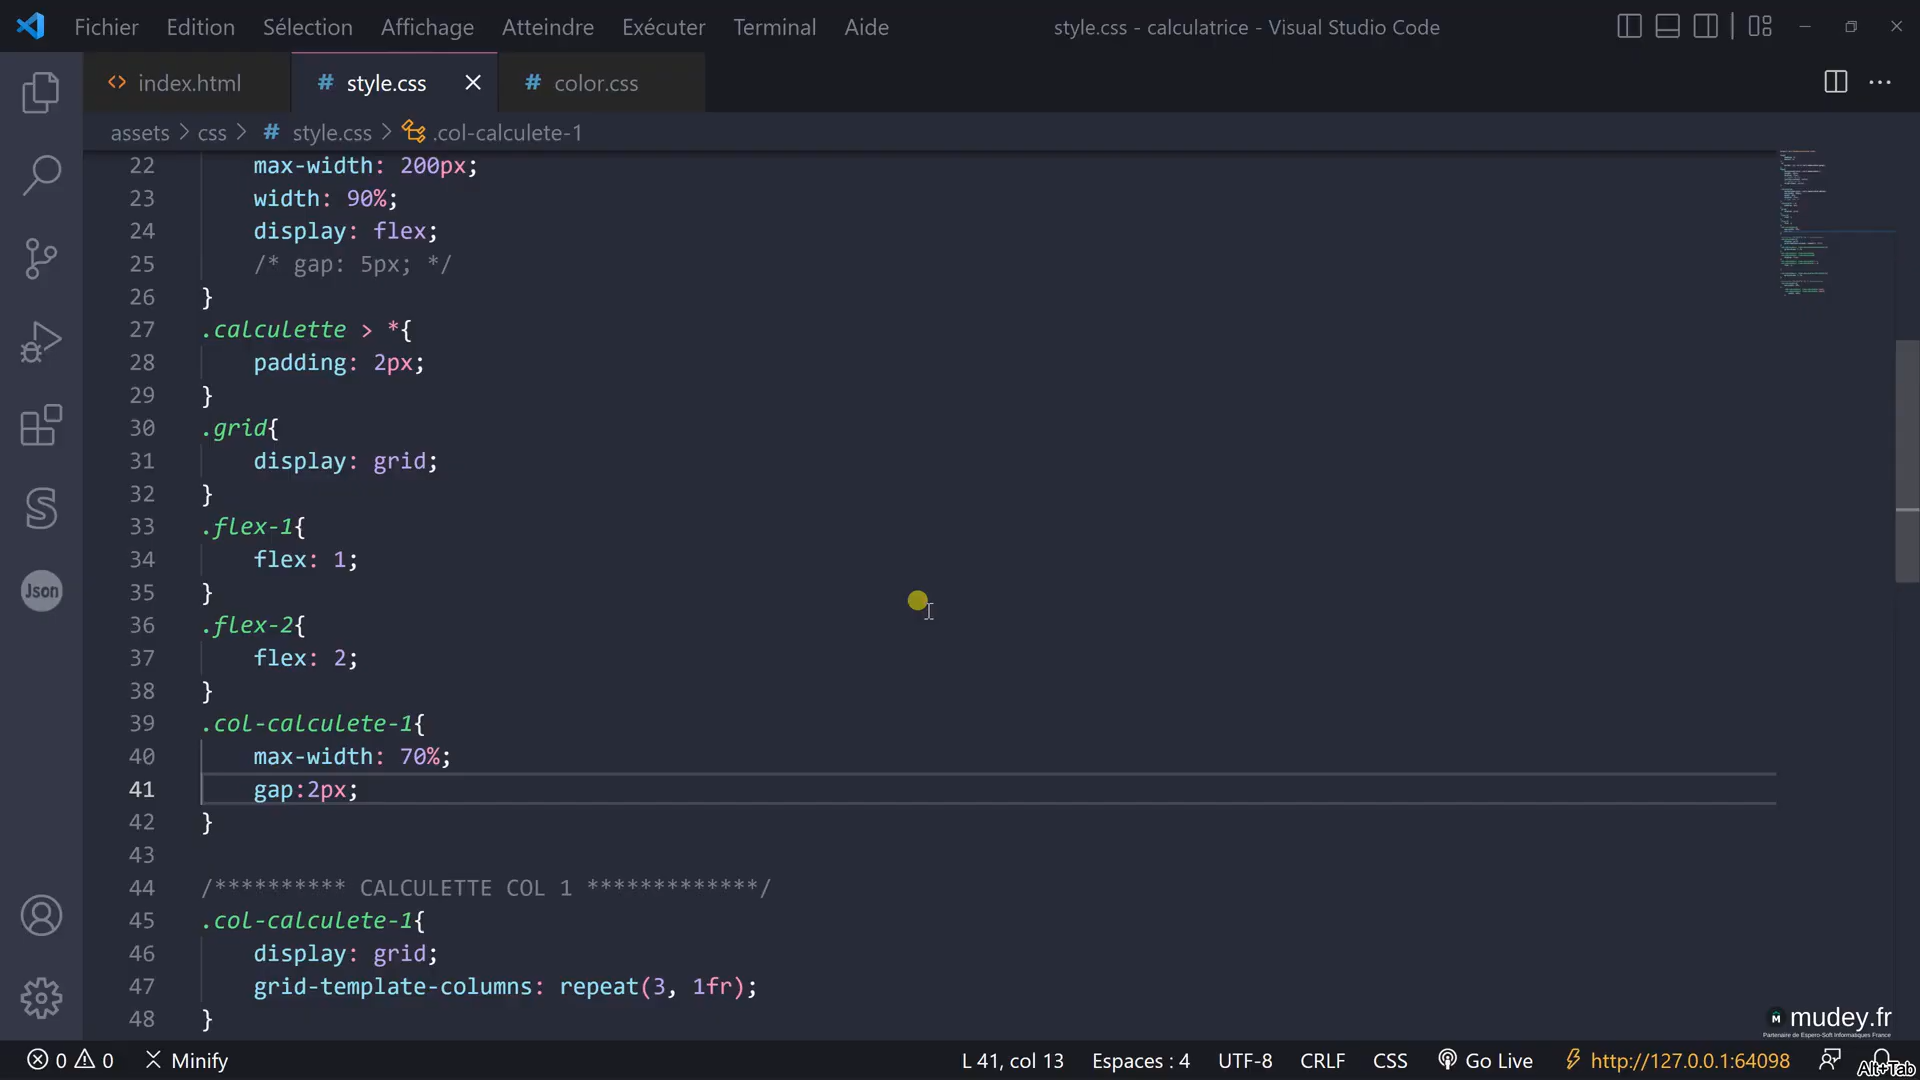 Fichier Edition Sélection Affichage Atteindre Exécuter Terminal Aide style.css - calculatrice - Visual Studio Code
index.html # style.css # color.css
assets > css > # style.css > .col-calculete-1
22 max-width: 200px;
23 width: 90%;
24 display: flex;
25 /* gap: 5px; */
26 }
27 .calculette > *{
28 padding: 2px;
29 }
30 .grid{
31 display: grid;
32 }
33 .flex-1{
34 flex: 1;
35 }
36 .flex-2{
37 flex: 2;
38 }
39 .col-calculete-1{
40 max-width: 70%;
41 gap:2px;
42 }
43
44 /********** CALCULETTE COL 1 *************/
45 .col-calculete-1{
46 display: grid;
47 grid-template-columns: repeat(3, 1fr);
48 }
Json
mudey.fr
Partenaire de Espero-Soft Informatiques France
0 0 Minify L 41, col 13 Espaces : 4 UTF-8 CRLF CSS Go Live http://127.0.0.1:64098
Alt+Tab